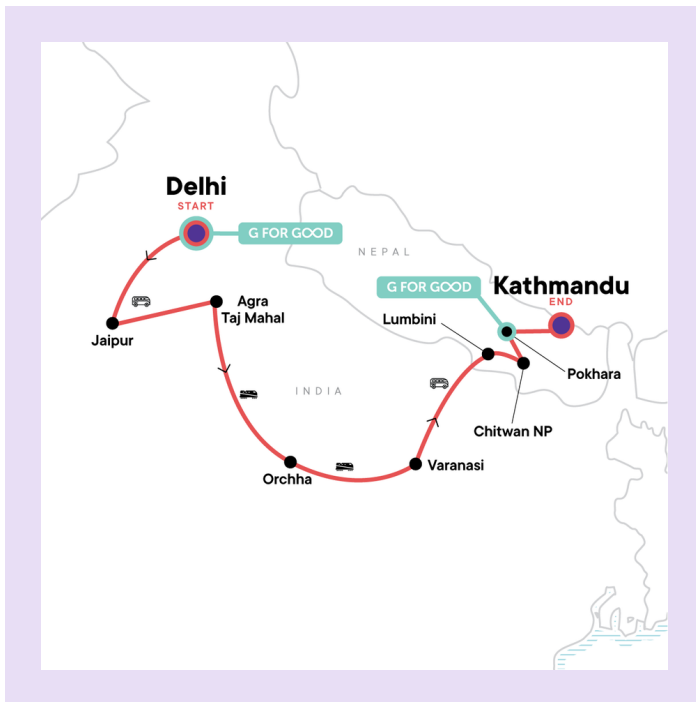 Delhi
START
G FOR GOOD
NEPAL
G FOR GOOD
Kathmandu
END
Agra
Taj Mahal
Lumbini
Jaipur
Pokhara
INDIA
Chitwan NP
Varanasi
Orchha